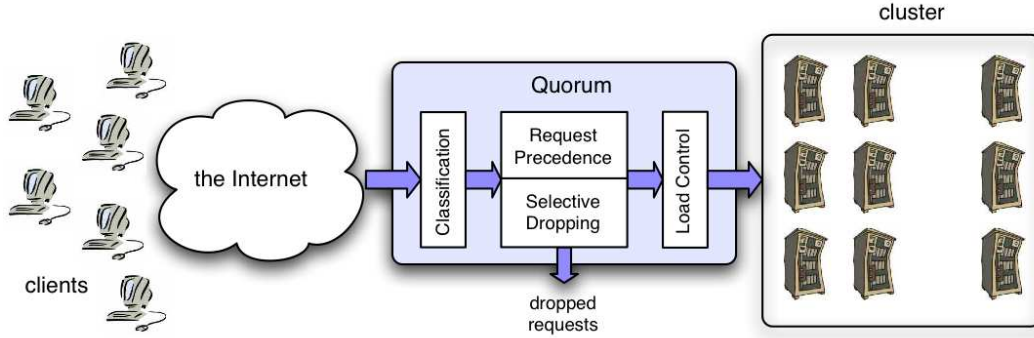 cluster
Quorum
Classification
Request
Precedence
Selective
Dropping
Load Control
the Internet
clients
dropped
requests